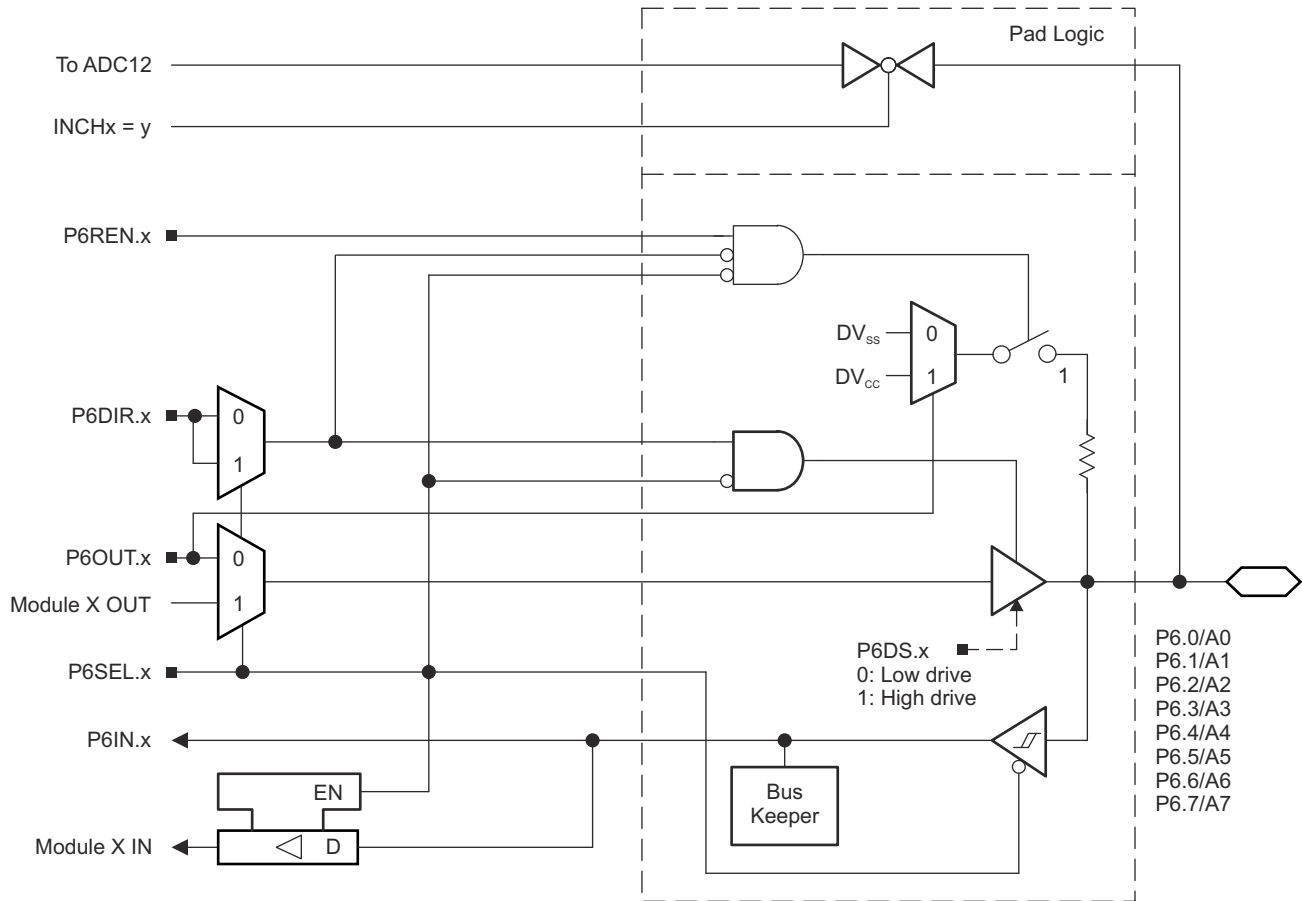 Pad Logic
To ADC12
INCHx = y
P6REN.x
DVSS
0
DVCC
1
1
P6DIR.x
0
1
P6OUT.x
0
Module X OUT
1
P6SEL.x
P6DS.x
0: Low drive
1: High drive
P6.0/A0
P6.1/A1
P6.2/A2
P6.3/A3
P6.4/A4
P6.5/A5
P6.6/A6
P6.7/A7
P6IN.x
EN
Bus
Keeper
Module X IN
D